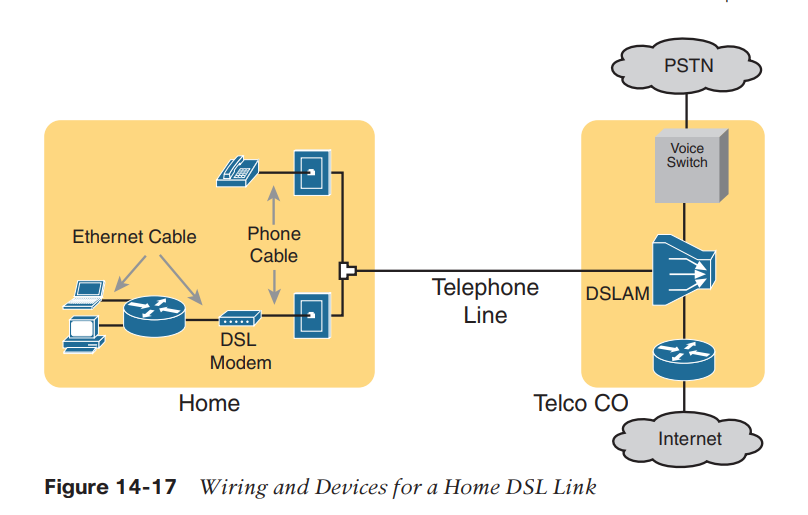 PSTN
Voice
Switch
Ethernet Cable
Phone
Cable
Telephone
Line
DSLAM
DSL
Modem
Home
Telco CO
Internet
Figure 14-17 Wiring and Devices for a Home DSL Link